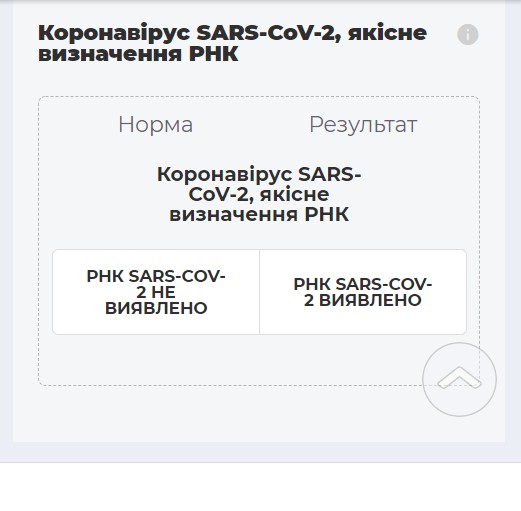 Коронавірус SARS-CoV-2, якісне
визначення РНК
Норма
Результат
Коронавірус SARS-
CoV-2, якісне
визначення РНК
РНК SARS-COV-
2 НЕ
ВИЯВЛЕНО
РНК SARS-COV-
2 ВИЯВЛЕНО